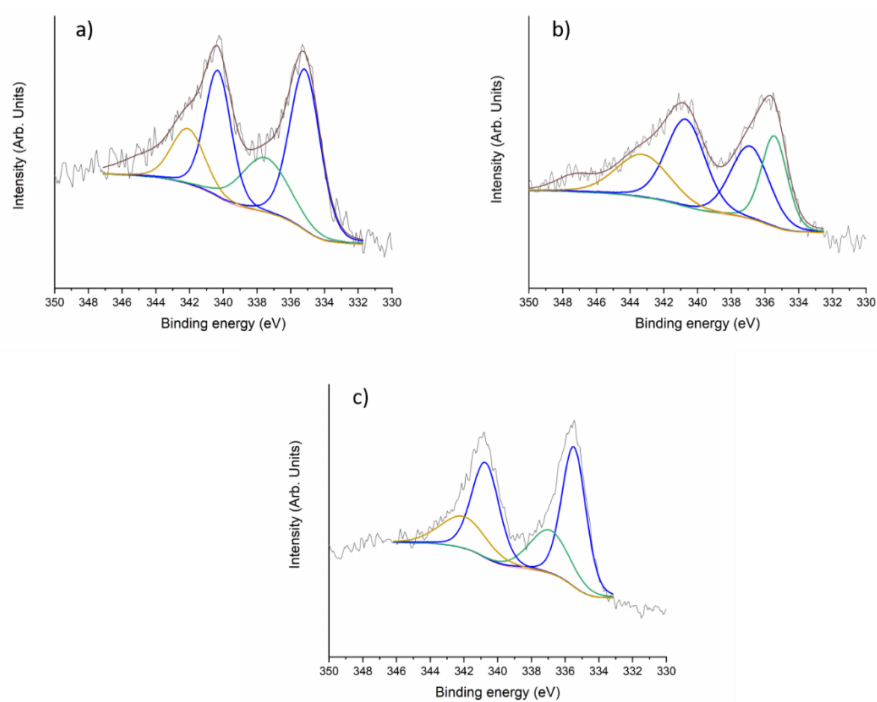 a)
Intensity (Arb. Units)
350 348 346 344 342 340 338 336 334 332 330
Binding energy (eV)
b)
Intensity (Arb. Units)
350 348 346 344 342 340 338 336 334 332 330
Binding energy (eV)
c)
Intensity (Arb. Units)
350 348 346 344 342 340 338 336 334 332 330
Binding energy (eV)